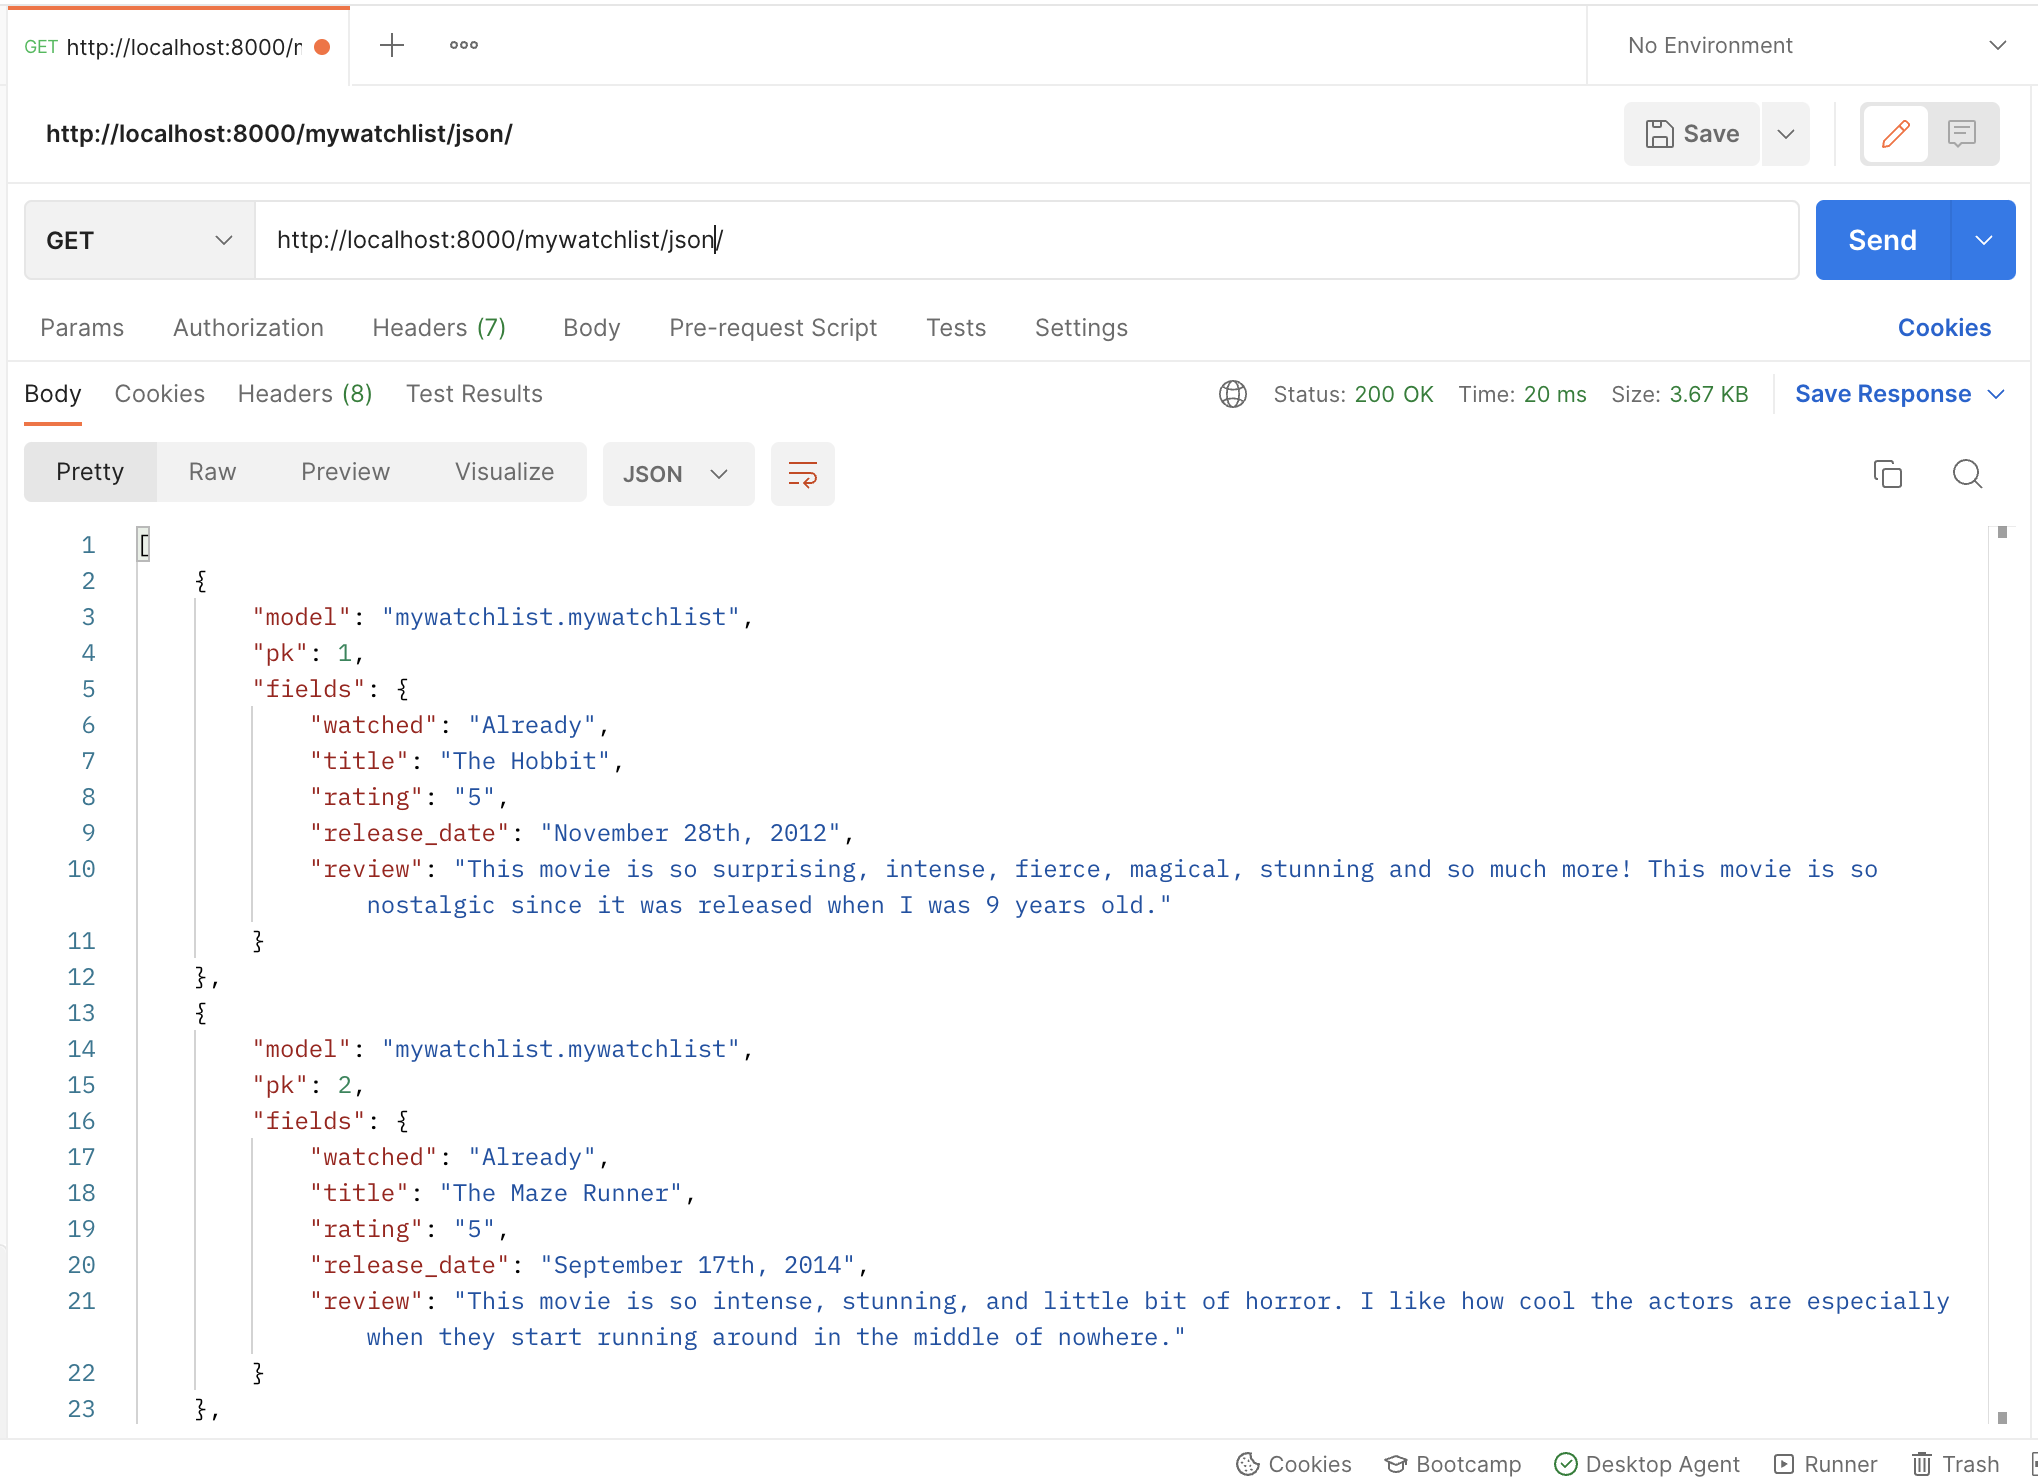 GET http://localhost:8000/
No Environment
http://localhost:8000/mywatchlist/json/
Save
GET
http://localhost:8000/mywatchlist/json/
Send
Params Authorization Headers (7) Body Pre-request Script Tests Settings Cookies
Body Cookies Headers (8) Test Results Status: 200 OK Time: 20 ms Size: 3.67 KB Save Response
Pretty Raw Preview Visualize JSON
1 [
2 {
3 "model": "mywatchlist.mywatchlist",
4 "pk": 1,
5 "fields": {
6 "watched": "Already",
7 "title": "The Hobbit",
8 "rating": "5",
9 "release_date": "November 28th, 2012",
10 "review": "This movie is so surprising, intense, fierce, magical, stunning and so much more! This movie is so
nostalgic since it was released when I was 9 years old."
11 }
12 },
13 {
14 "model": "mywatchlist.mywatchlist",
15 "pk": 2,
16 "fields": {
17 "watched": "Already",
18 "title": "The Maze Runner",
19 "rating": "5",
20 "release_date": "September 17th, 2014",
21 "review": "This movie is so intense, stunning, and little bit of horror. I like how cool the actors are especially
when they start running around in the middle of nowhere."
22 }
23 },
Cookies Bootcamp Desktop Agent Runner Trash